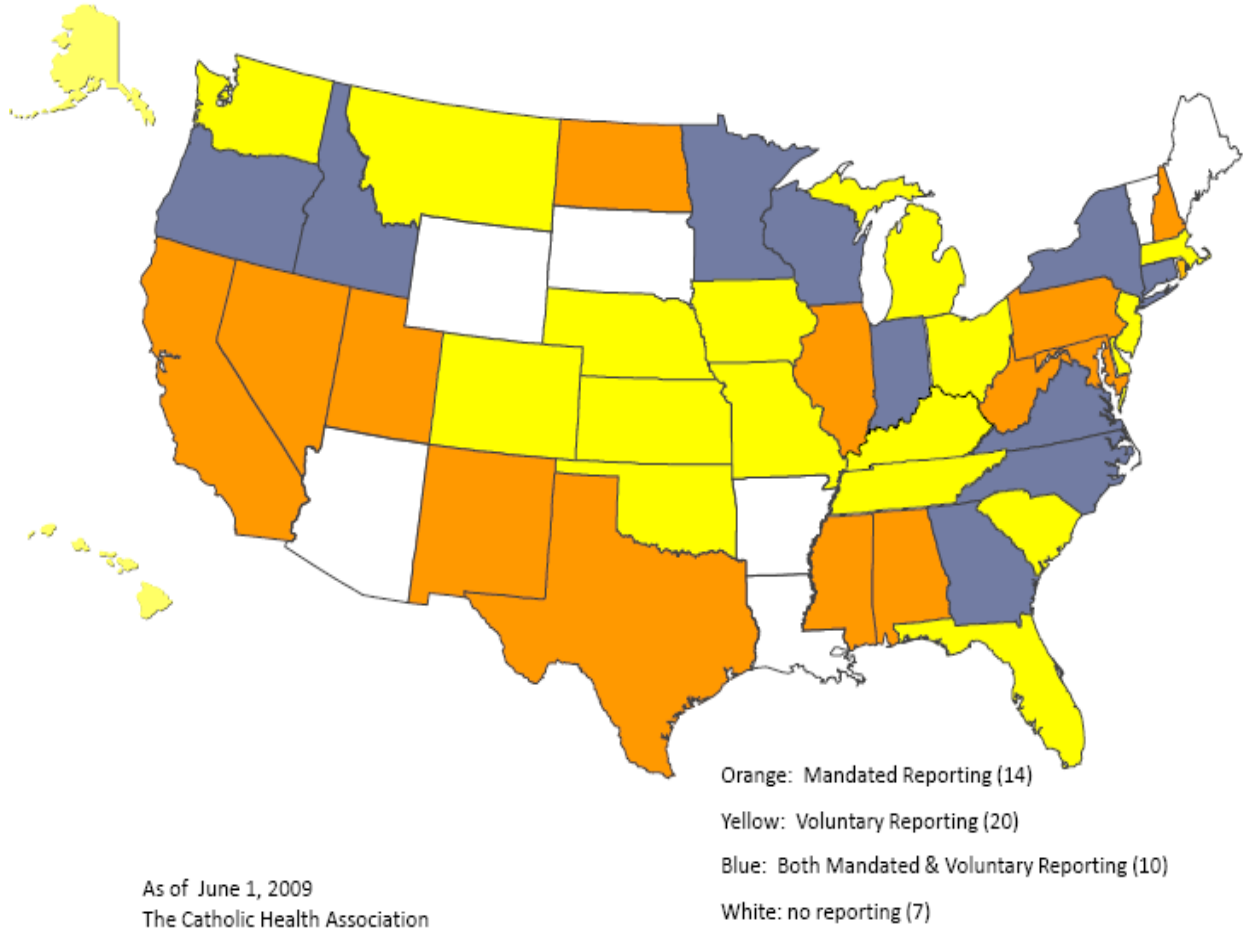 Orange: Mandated Reporting (14)
Yellow: Voluntary Reporting (20)
Blue: Both Mandated & Voluntary Reporting (10)
White: no reporting (7)
As of June 1, 2009
The Catholic Health Association